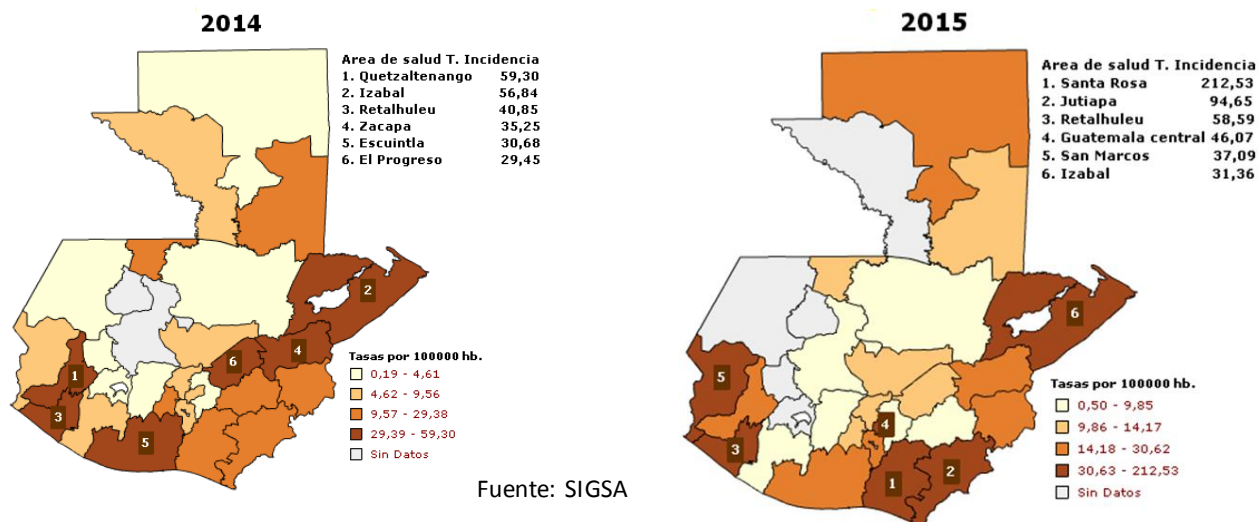 2014
Area de salud T. Incidencia
1. Quetzaltenango 59,30
2. Izabal 56,84
3. Retalhuleu 40,85
4. Zacapa 35,25
5. Escuintla 30,68
6. El Progreso 29,45
2
4
6
1
3
5
Tasas por 100000 hb.
0,19 - 4,61
4,62 - 9,56
9,57 - 29,38
29,39 - 59,30
Sin Datos
Fuente: SIGSA
2015
Area de salud T. Incidencia
1. Santa Rosa 212,53
2. Jutiapa 94,65
3. Retalhuleu 58,59
4. Guatemala central 46,07
5. San Marcos 37,09
6. Izabal 31,36
6
5
4
3
1
2
Tasas por 100000 hb.
0,50 - 9,85
9,86 - 14,17
14,18 - 30,62
30,63 - 212,53
Sin Datos